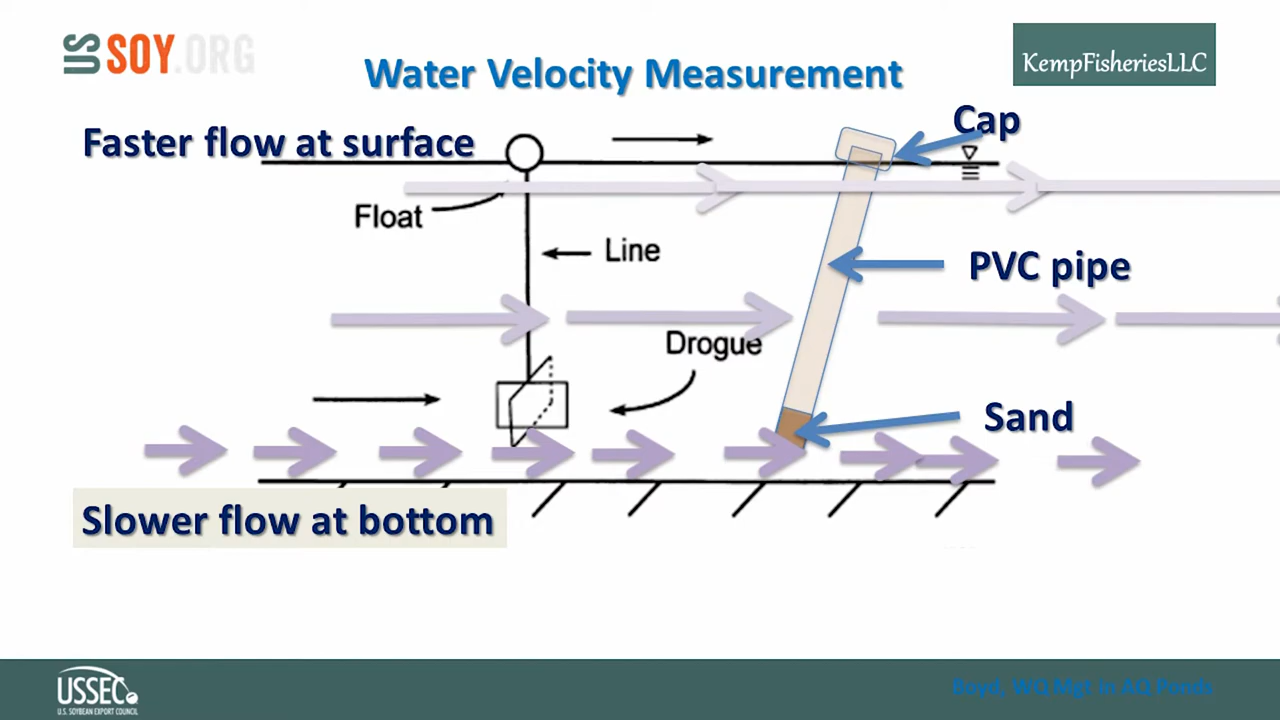 US SOY.ORG
KempFisheriesLLC
Water Velocity Measurement
Faster flow at surface
Cap
Float
Line
PVC pipe
Drogue
Sand
Slower flow at bottom
USSEC
U.S. SOYBEAN EXPORT COUNCIL
Boyd, WQ Mgt in AQ Ponds